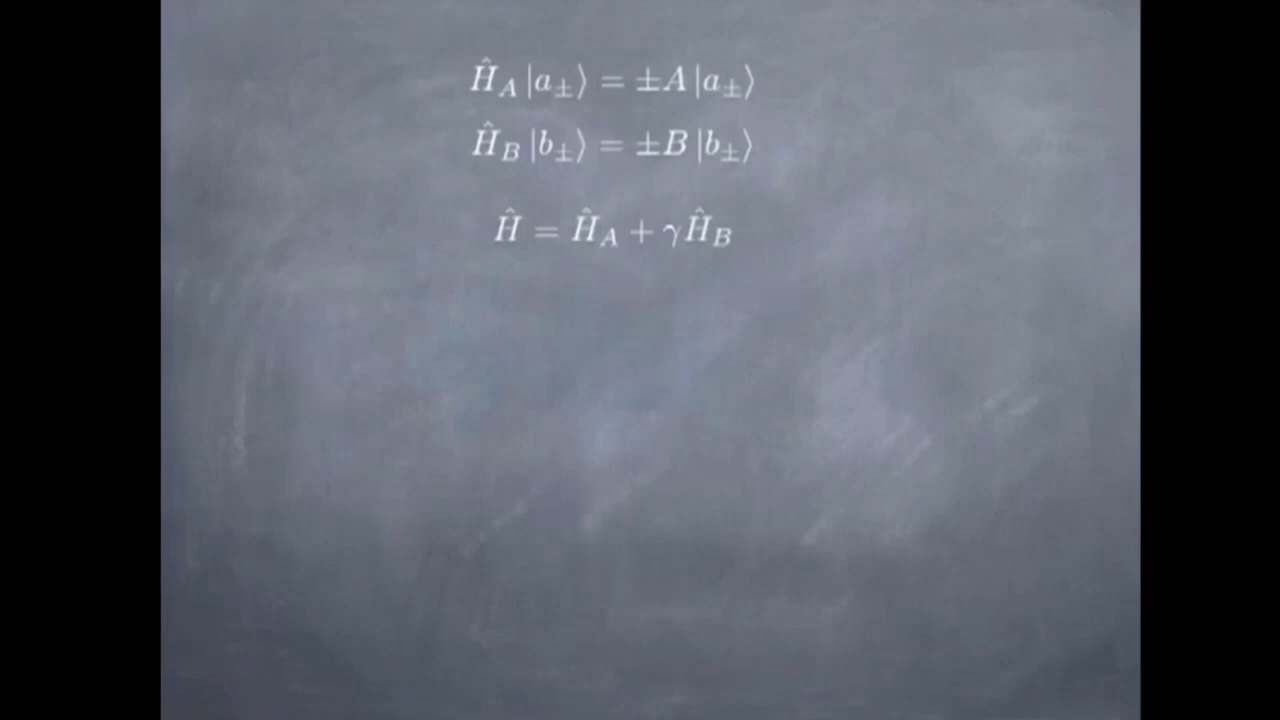 Ĥ_A |a_±⟩ = ±A |a_±⟩
Ĥ_B |b_±⟩ = ±B |b_±⟩
Ĥ = Ĥ_A + γĤ_B